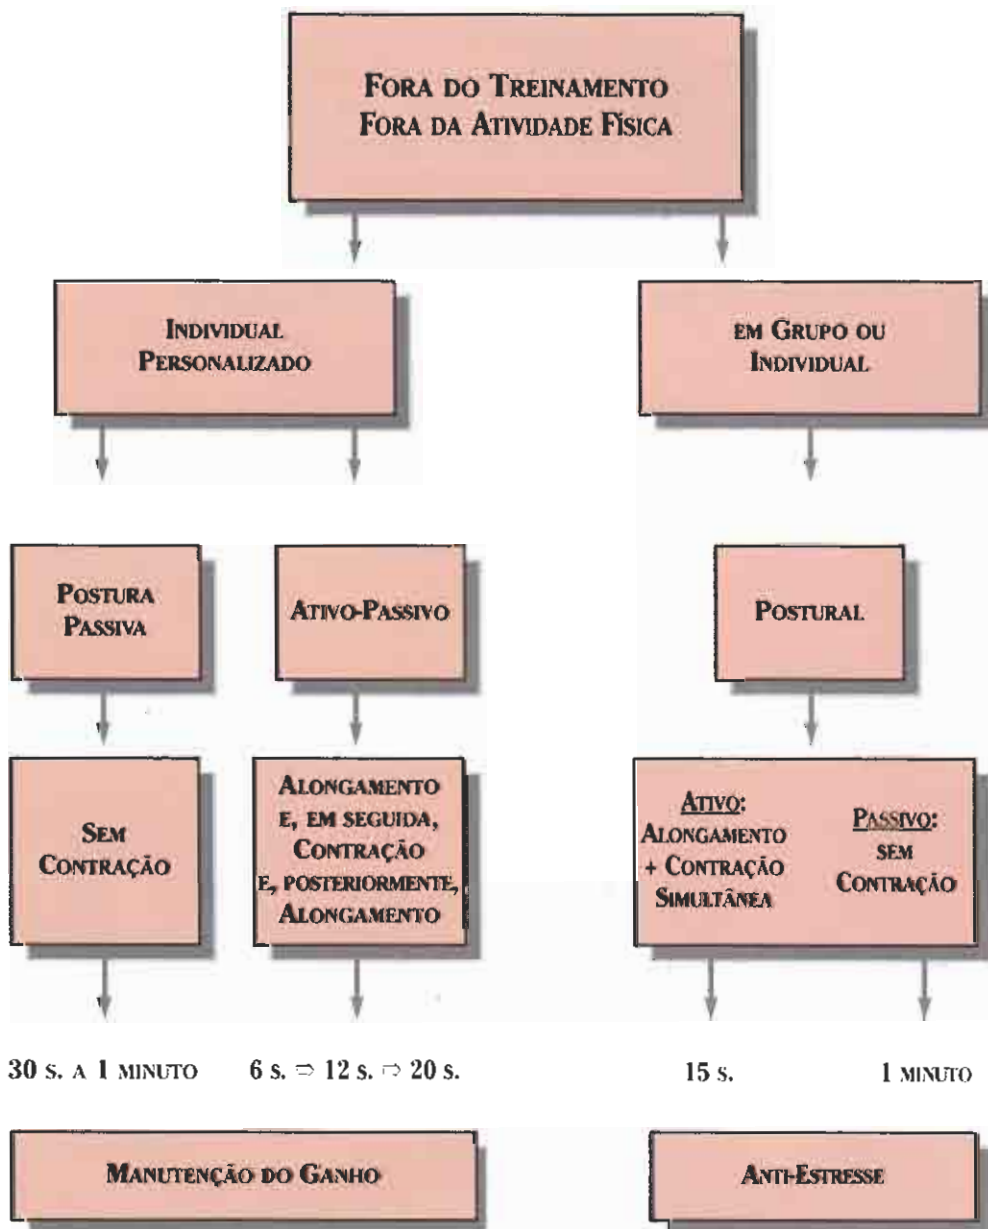 FORA DO TREINAMENTO
FORA DA ATIVIDADE FÍSICA
INDIVIDUAL
PERSONALIZADO
EM GRUPO OU
INDIVIDUAL
POSTURA
PASSIVA
ATIVO-PASSIVO
POSTURAL
SEM
CONTRAÇÃO
ALONGAMENTO
E, EM SEGUIDA,
CONTRAÇÃO
E, POSTERIORMENTE,
ALONGAMENTO
ATIVO:
ALONGAMENTO
+ CONTRAÇÃO
SIMULTÂNEA
PASSIVO:
SEM
CONTRAÇÃO
30 S. A 1 MINUTO
6 S. ⇨ 12 S. ⇨ 20 S.
15 S.
1 MINUTO
MANUTENÇÃO DO GANHO
ANTI-ESTRESSE